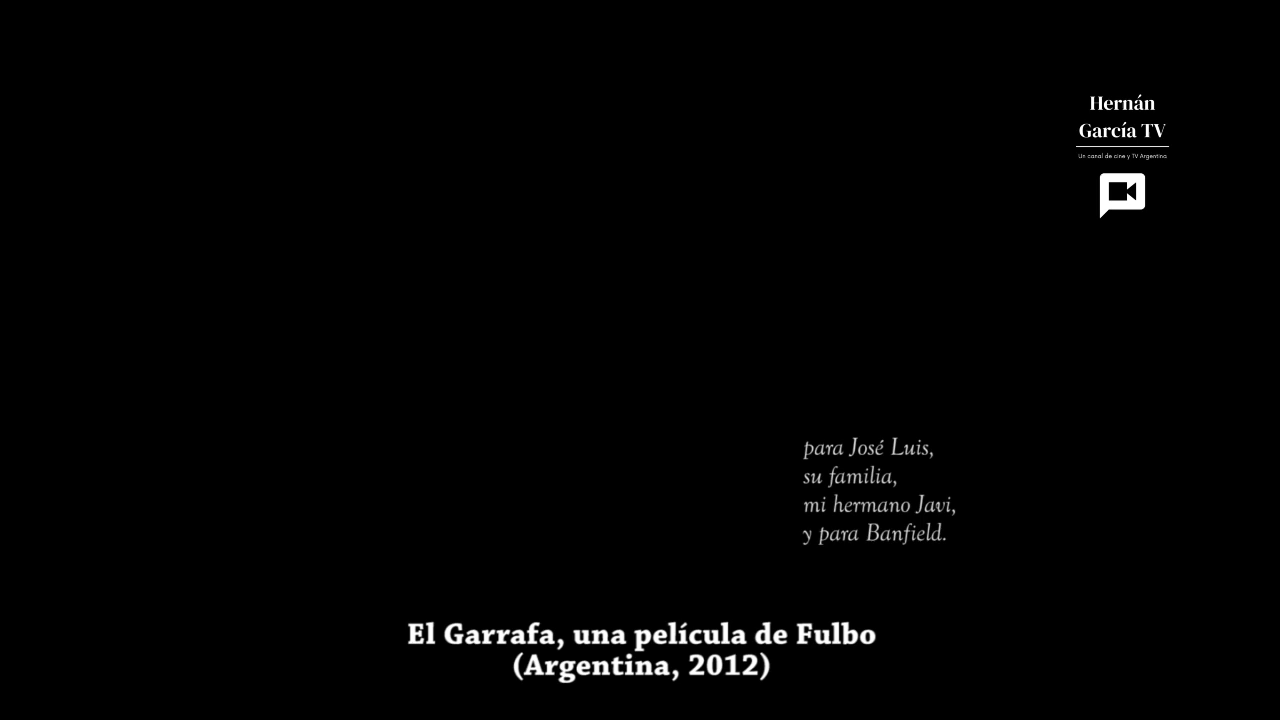 Hernán
García TV
Un canal de cine y TV Argentina
para José Luis,
su familia,
mi hermano Javi,
y para Banfield.
El Garrafa, una película de Fulbo
(Argentina, 2012)